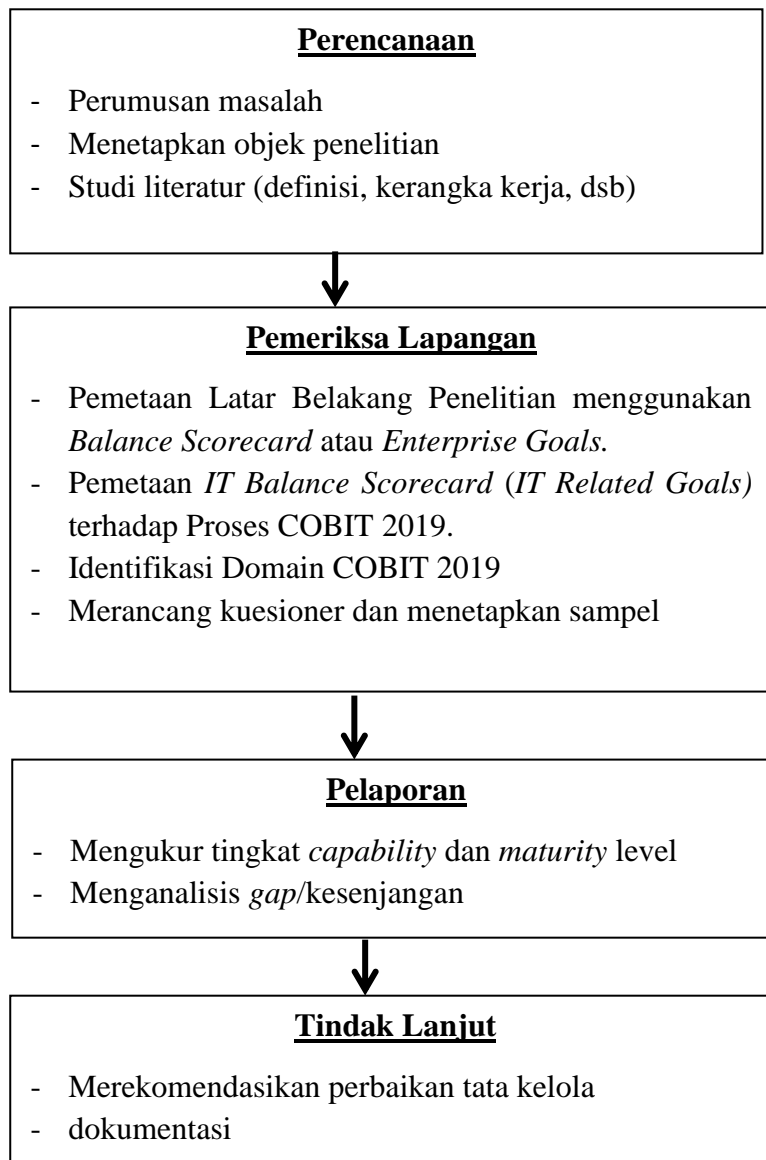 Perencanaan
- Perumusan masalah
- Menetapkan objek penelitian
- Studi literatur (definisi, kerangka kerja, dsb)
Pemeriksa Lapangan
- Pemetaan Latar Belakang Penelitian menggunakan
Balance Scorecard atau Enterprise Goals.
- Pemetaan IT Balance Scorecard (IT Related Goals)
terhadap Proses COBIT 2019.
- Identifikasi Domain COBIT 2019
- Merancang kuesioner dan menetapkan sampel
Pelaporan
- Mengukur tingkat capability dan maturity level
- Menganalisis gap/kesenjangan
Tindak Lanjut
- Merekomendasikan perbaikan tata kelola
- dokumentasi